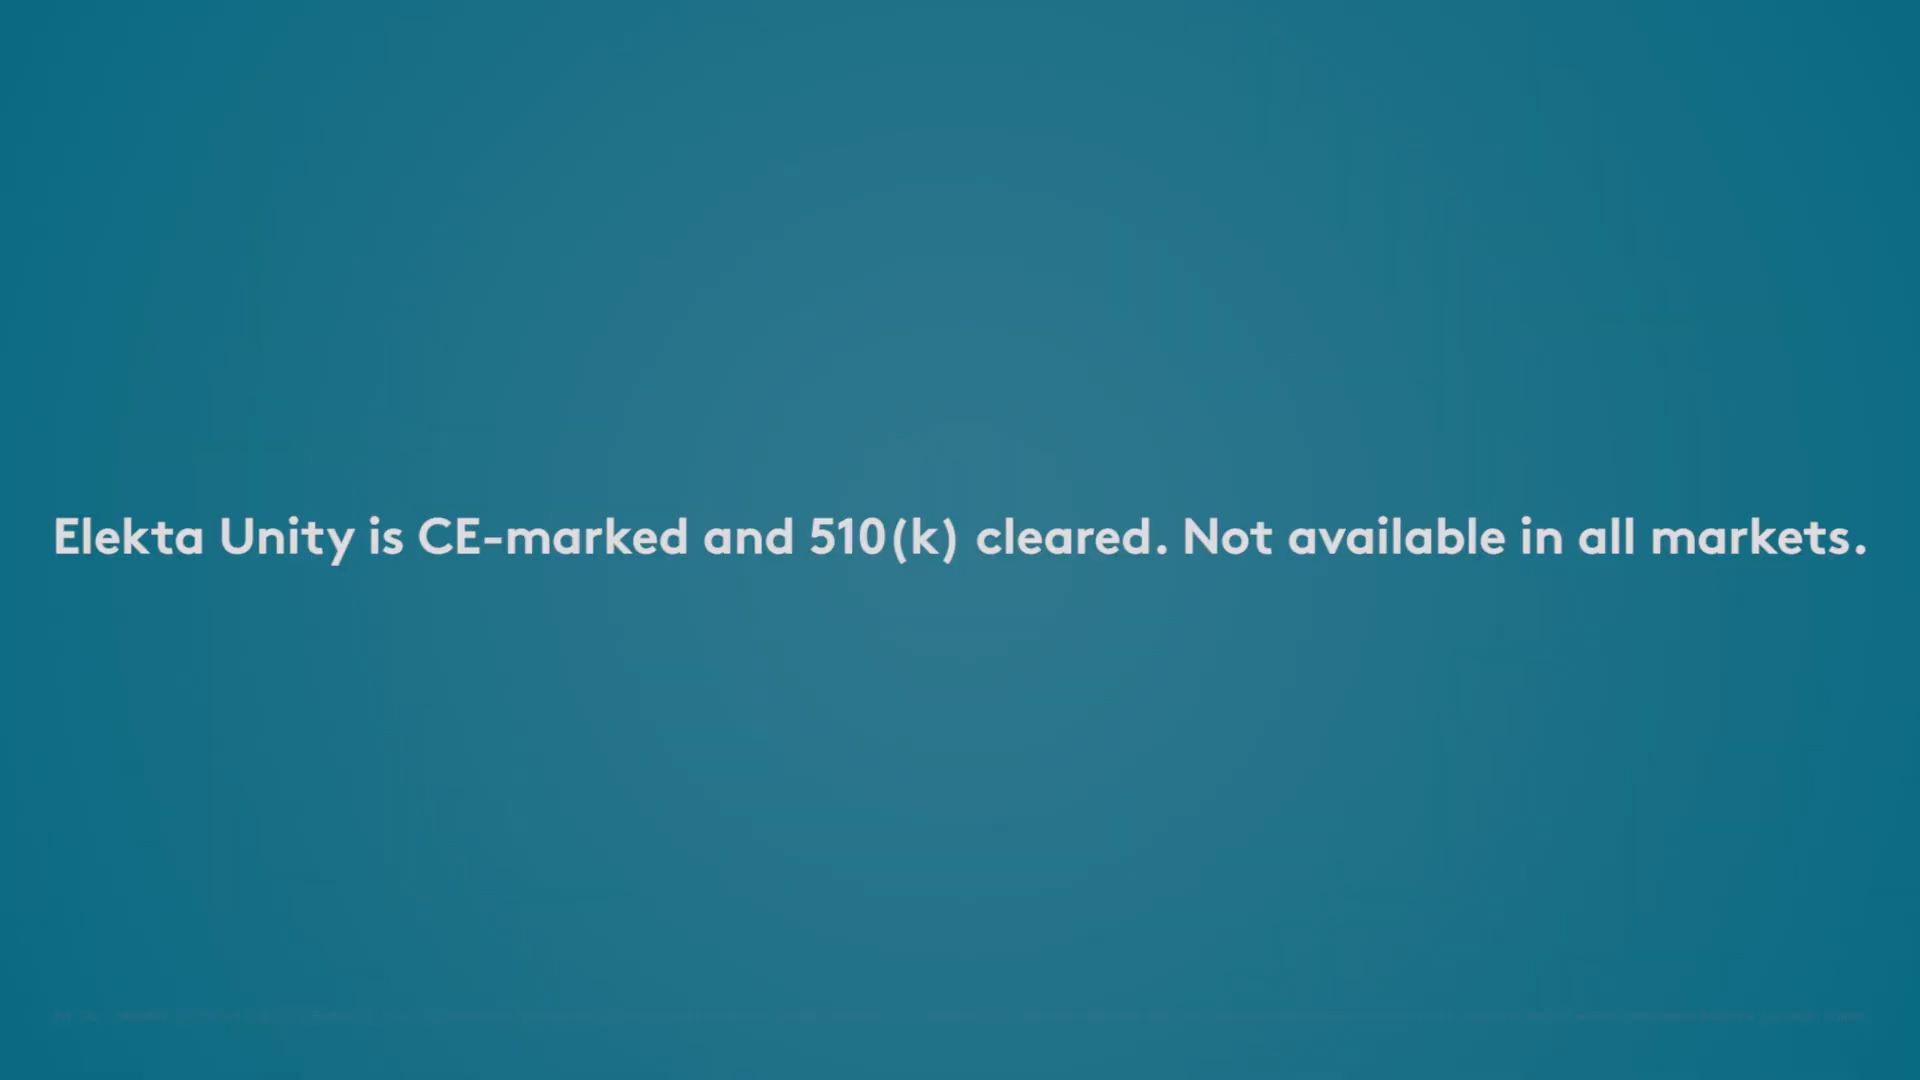 Elekta Unity is CE-marked and 510(k) cleared. Not available in all markets.